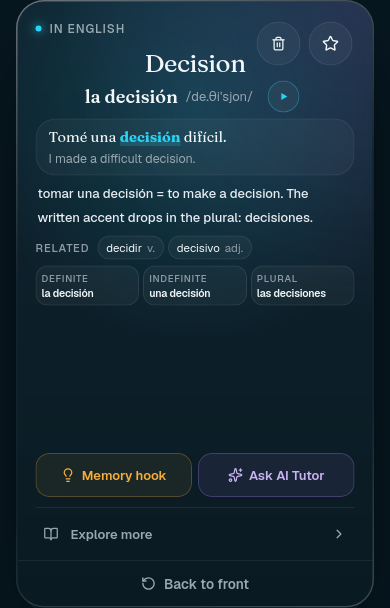 IN ENGLISH
Decision
la decisión /de.θi'sjon/
Tomé una decisión difícil.
I made a difficult decision.
tomar una decisión = to make a decision. The
written accent drops in the plural: decisiones.
RELATED decidir v. decisivo adj.
DEFINITE INDEFINITE PLURAL
la decisión una decisión las decisiones
Memory hook Ask AI Tutor
Explore more
Back to front